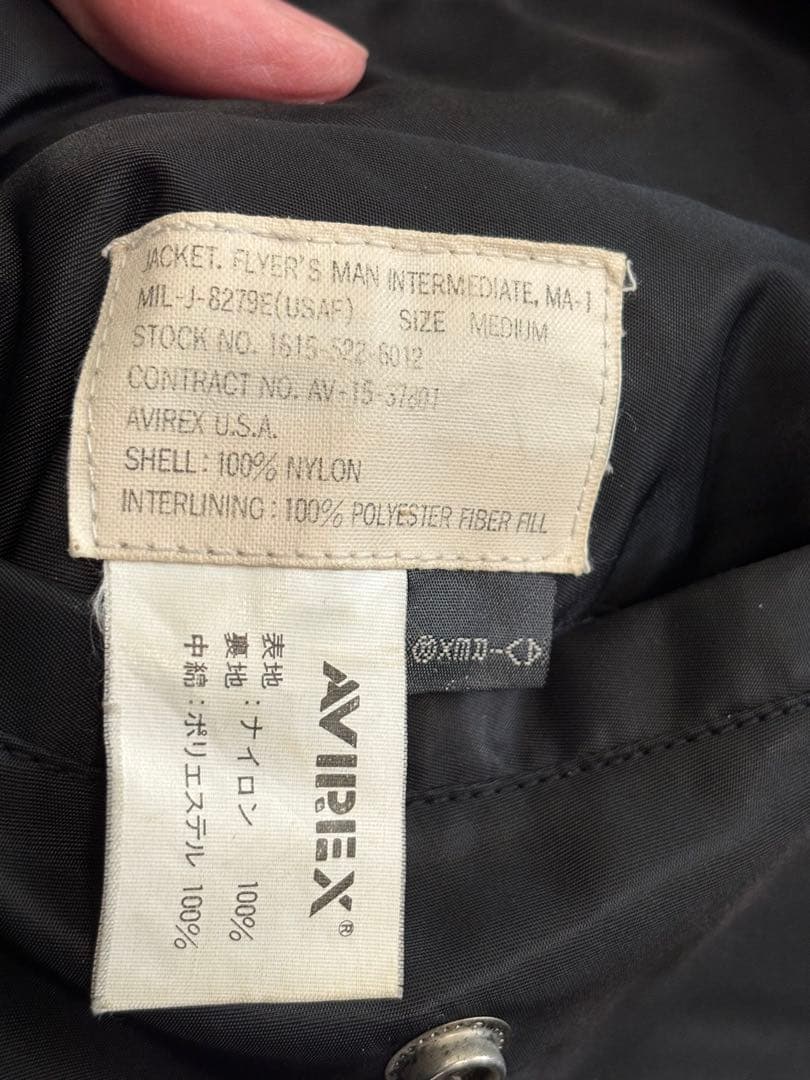 JACKET. FLYER'S MAN INTERMEDIATE, MA-1
MIL-J-8279E(USAF) SIZE MEDIUM
STOCK NO. 1615-522-6012
CONTRACT NO. AV-15-37801
AVIREX U.S.A.
SHELL : 100% NYLON
INTERLINING : 100% POLYESTER FIBER FILL
AVIREX®
表地
裏地 : ナイロン 100%
中綿 : ポリエステル 100%
AVIREX®